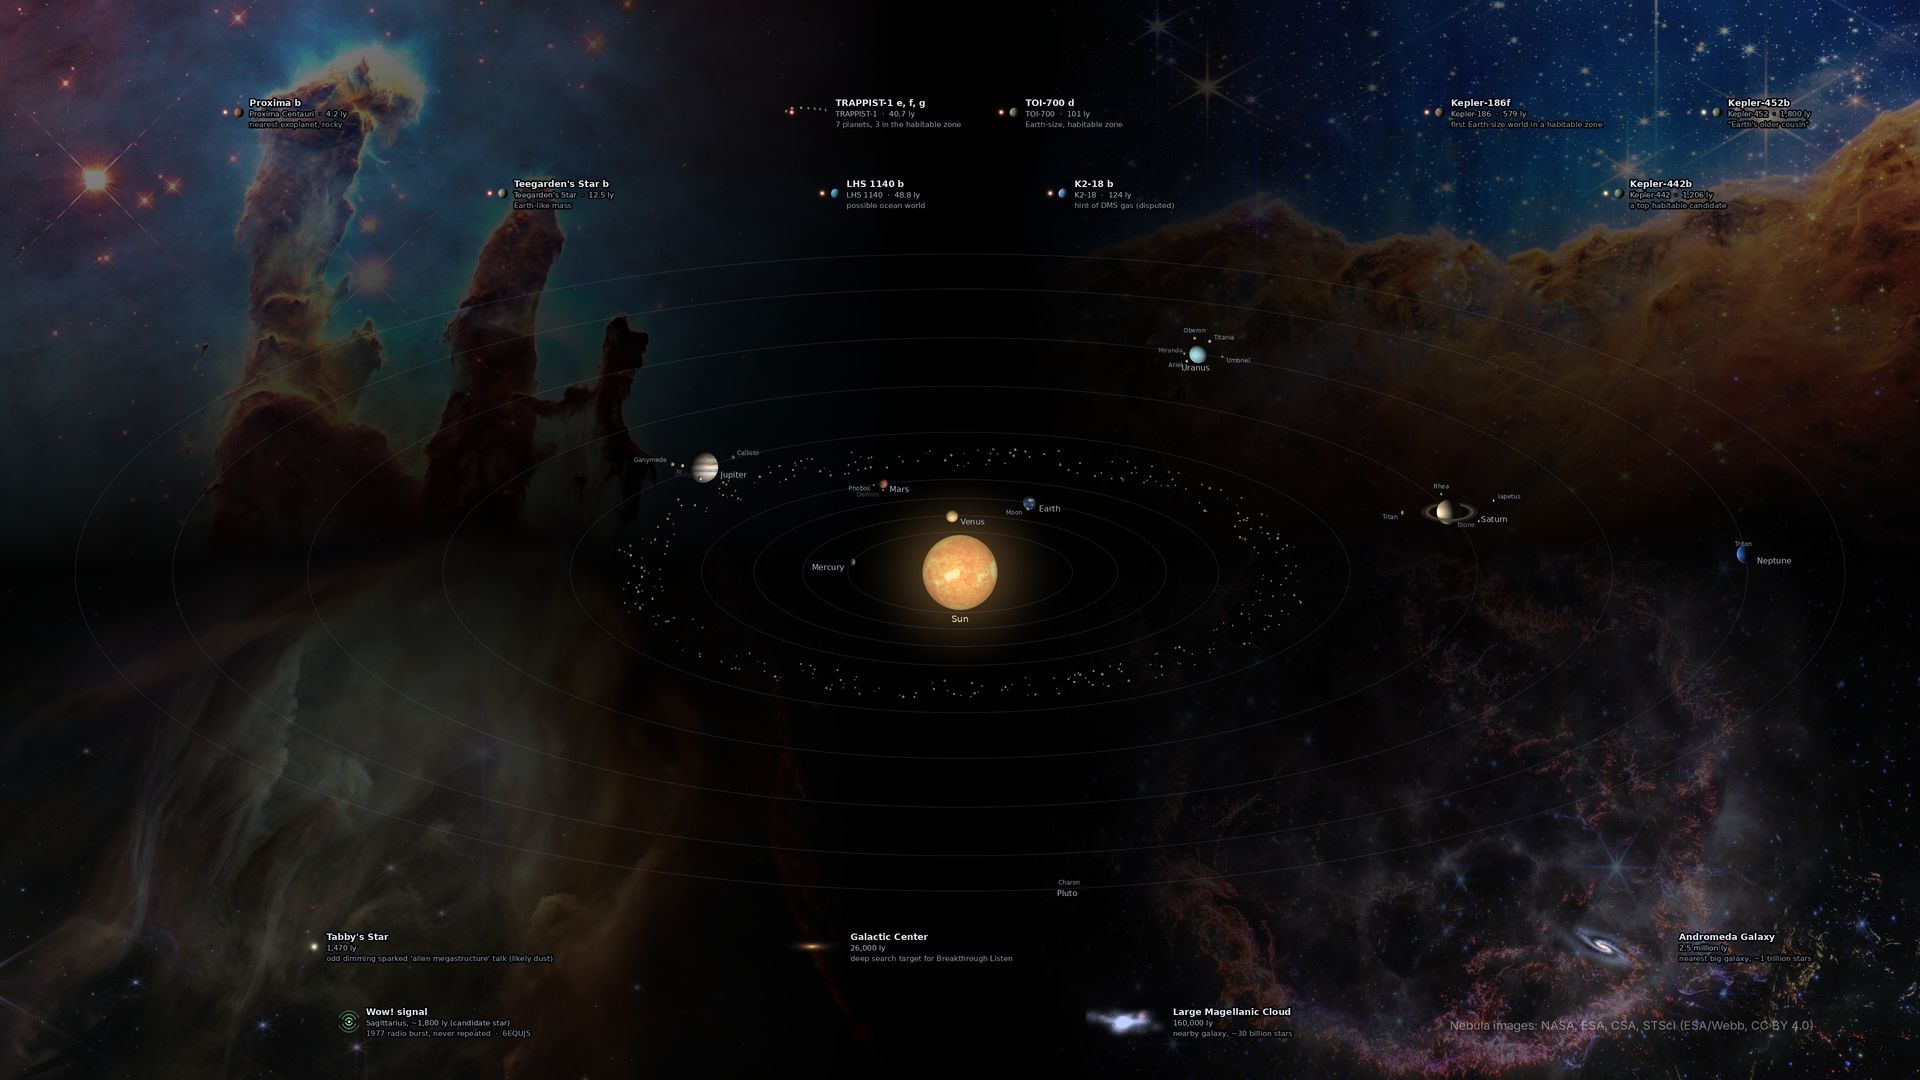 Proxima b
Proxima Centauri · 4.2 ly
nearest exoplanet, rocky
TRAPPIST-1 e, f, g
TRAPPIST-1 · 40.7 ly
7 planets, 3 in the habitable zone
TOI-700 d
TOI-700 · 101 ly
Earth-size, habitable zone
Kepler-186f
Kepler-186 · 579 ly
first Earth-size world in a habitable zone
Kepler-452b
Kepler-452 · 1,800 ly
"Earth's older cousin"
Teegarden's Star b
Teegarden's Star · 12.5 ly
Earth-like mass
LHS 1140 b
LHS 1140 · 48.8 ly
possible ocean world
K2-18 b
K2-18 · 124 ly
hint of DMS gas (disputed)
Kepler-442b
Kepler-442 · 1,206 ly
a top habitable candidate
Oberon
Titania
Miranda
Umbriel
Ariel
Uranus
Callisto
Ganymede
Io
Jupiter
Phobos
Deimos
Mars
Moon
Earth
Venus
Mercury
Sun
Rhea
Iapetus
Titan
Dione
Saturn
Triton
Neptune
Charon
Pluto
Tabby's Star
1,470 ly
odd dimming sparked 'alien megastructure' talk (likely dust)
Galactic Center
26,000 ly
deep search target for Breakthrough Listen
Andromeda Galaxy
2.5 million ly
nearest big galaxy, ~1 trillion stars
Wow! signal
Sagittarius, ~1,800 ly (candidate star)
1977 radio burst, never repeated · 6EQUJ5
Large Magellanic Cloud
160,000 ly
nearby galaxy, ~30 billion stars
Nebula images: NASA, ESA, CSA, STScI (ESA/Webb, CC BY 4.0)